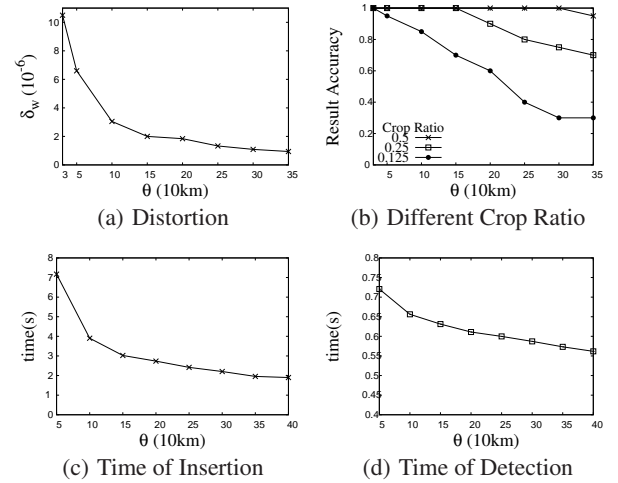 10
8
6
4
2
0
δw (10^-6)
3 5 10 15 20 25 30 35
θ (10km)
(a) Distortion
1
0.8
0.6
0.4
0.2
0
Result Accuracy
Crop Ratio
0.5
0.25
0.125
5 10 15 20 25 30 35
θ (10km)
(b) Different Crop Ratio
8
7
6
5
4
3
2
1
0
time(s)
5 10 15 20 25 30 35 40
θ (10km)
(c) Time of Insertion
0.8
0.75
0.7
0.65
0.6
0.55
0.5
0.45
0.4
time(s)
5 10 15 20 25 30 35 40
θ (10km)
(d) Time of Detection